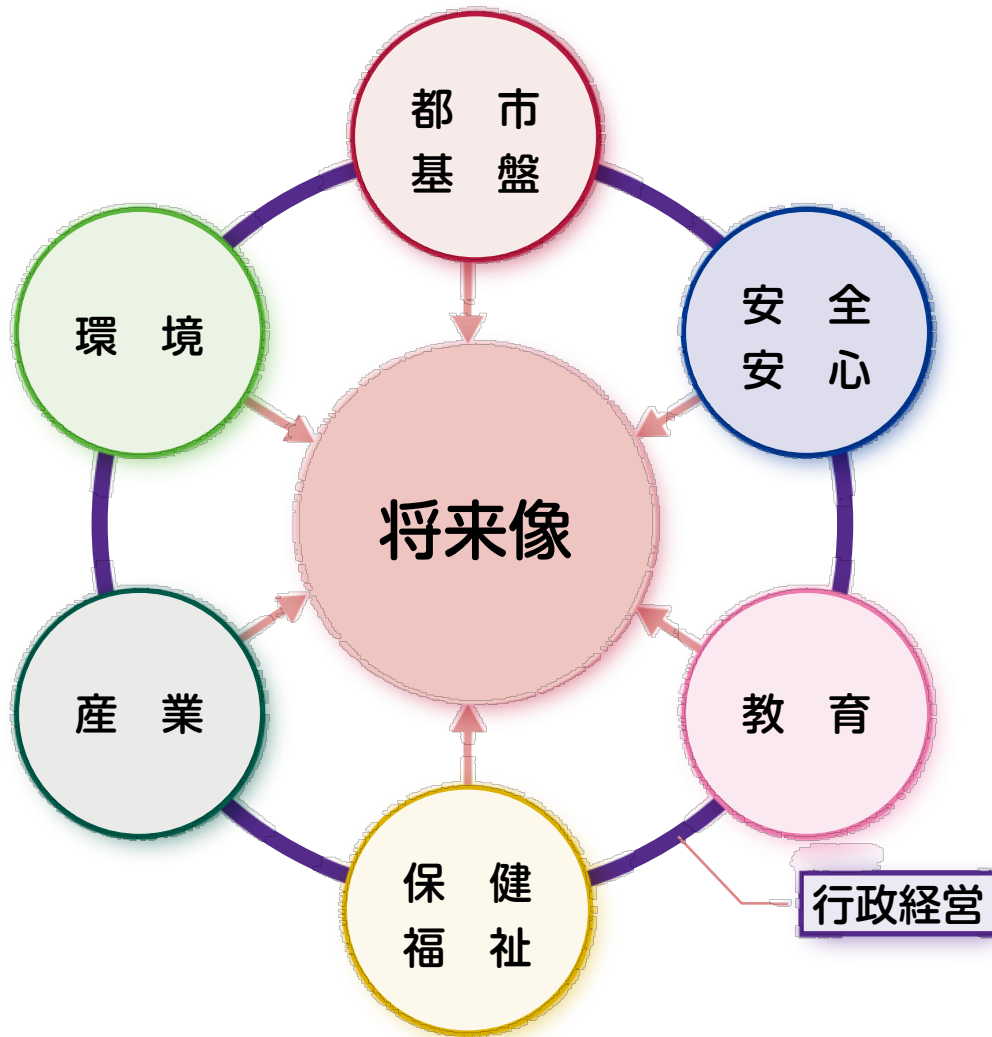 都　市
基　盤
安　全
安　心
環　境
将来像
産　業
教　育
保　健
福　祉
行政経営